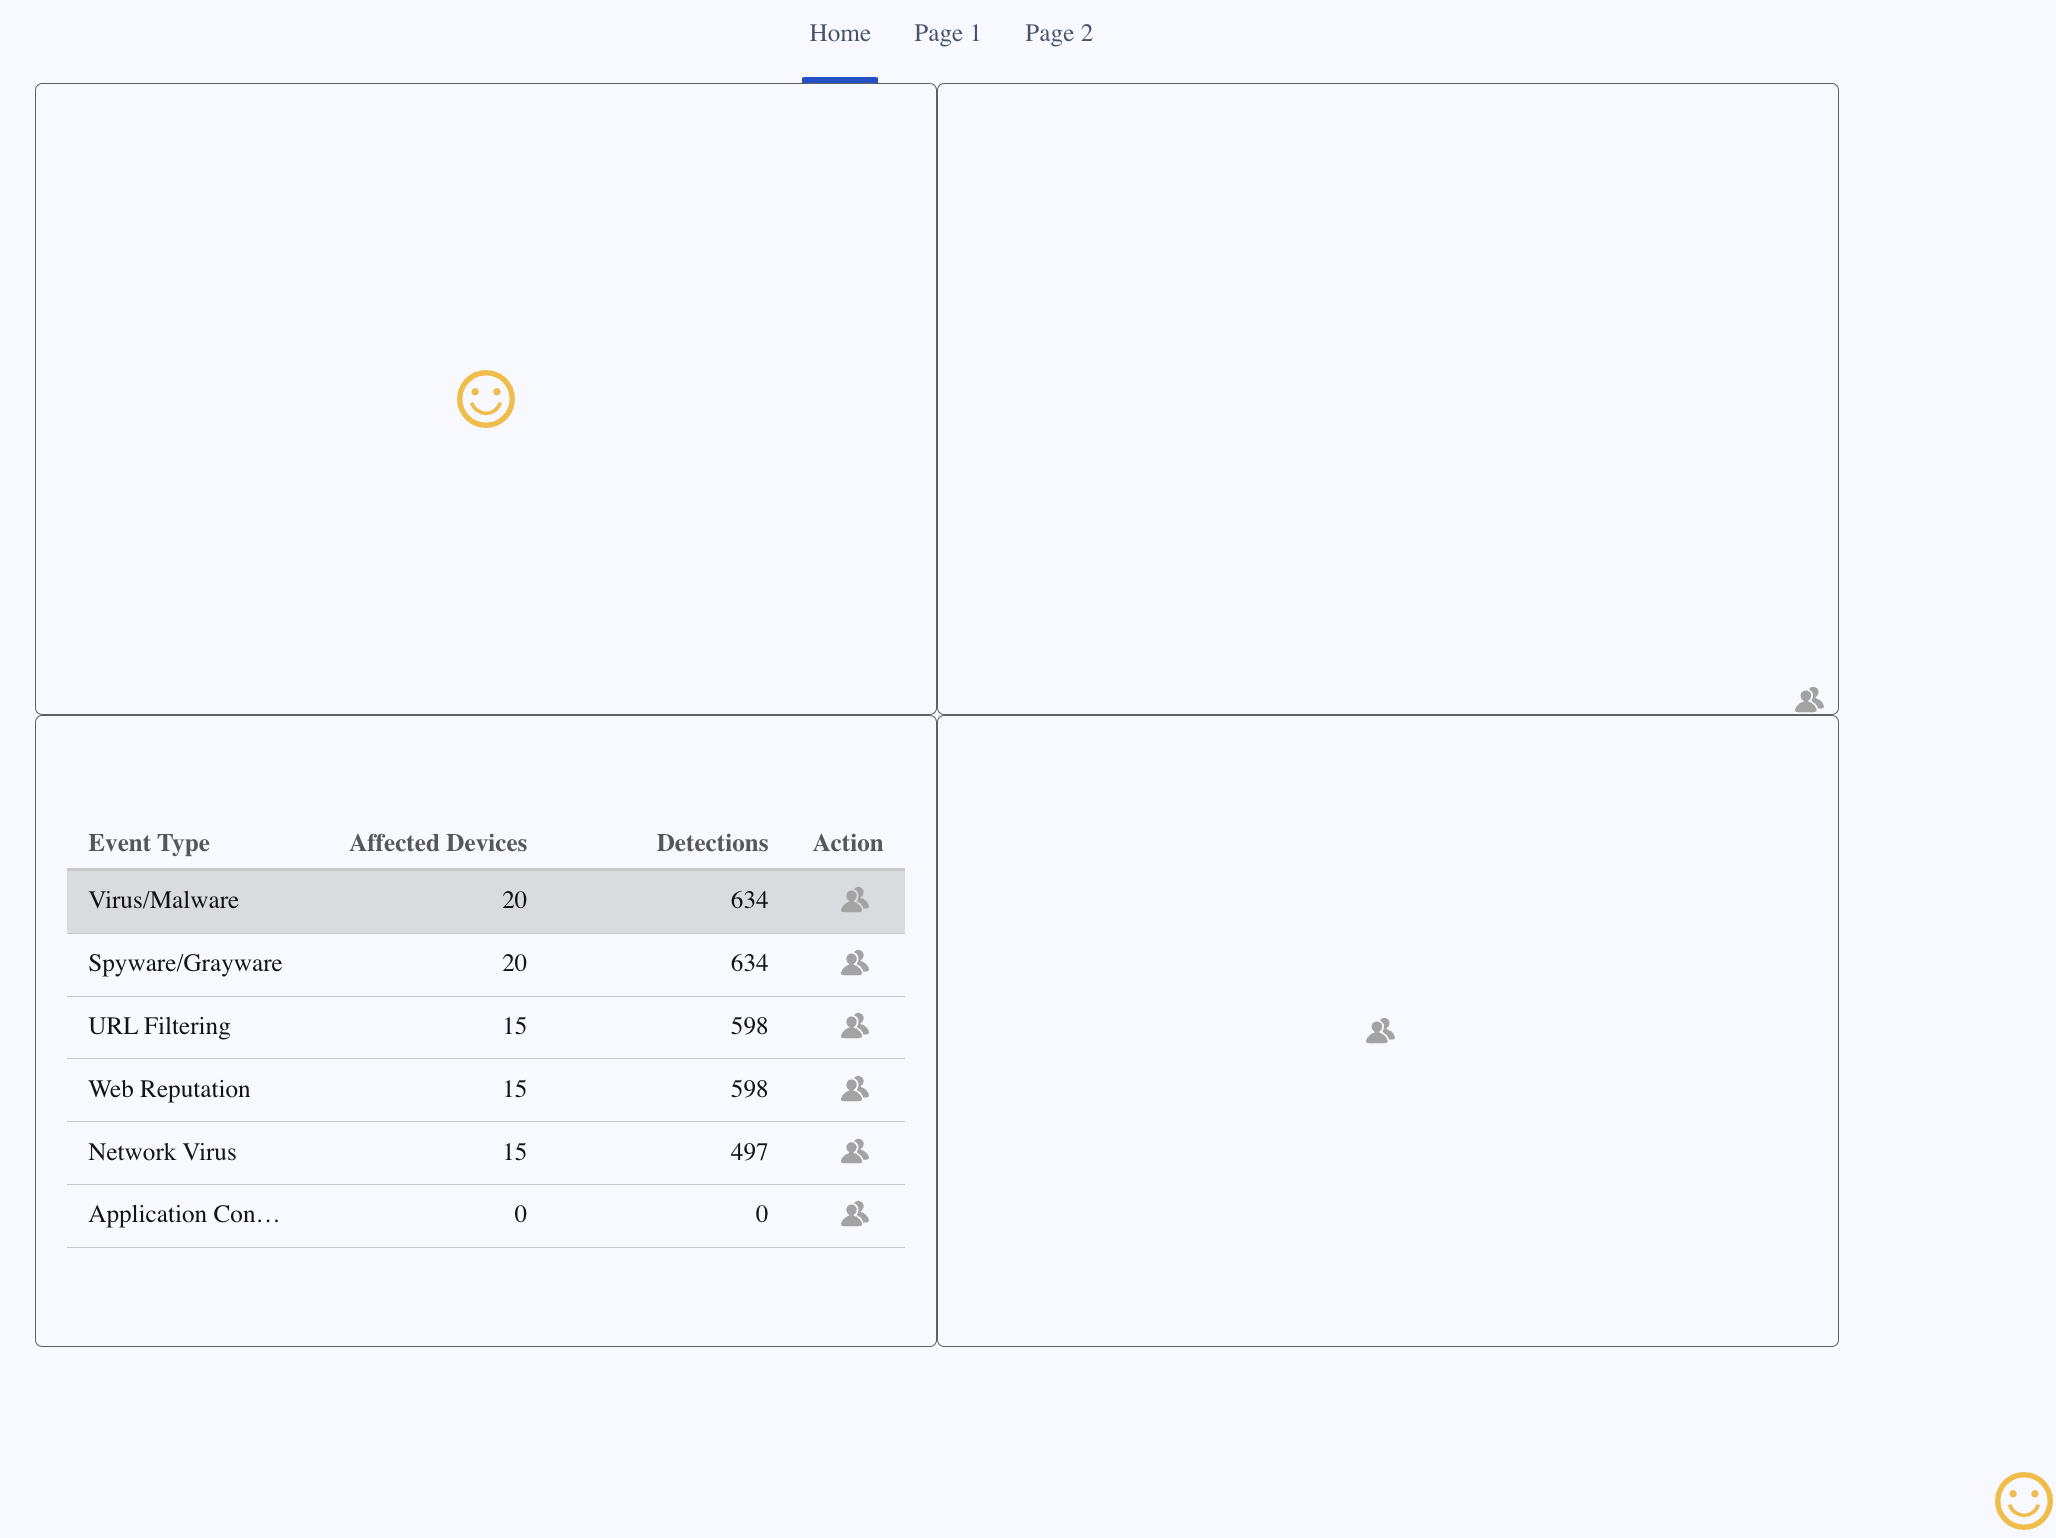 Home Page 1 Page 2
Event Type Affected Devices Detections Action
Virus/Malware 20 634
Spyware/Grayware 20 634
URL Filtering 15 598
Web Reputation 15 598
Network Virus 15 497
Application Con… 0 0